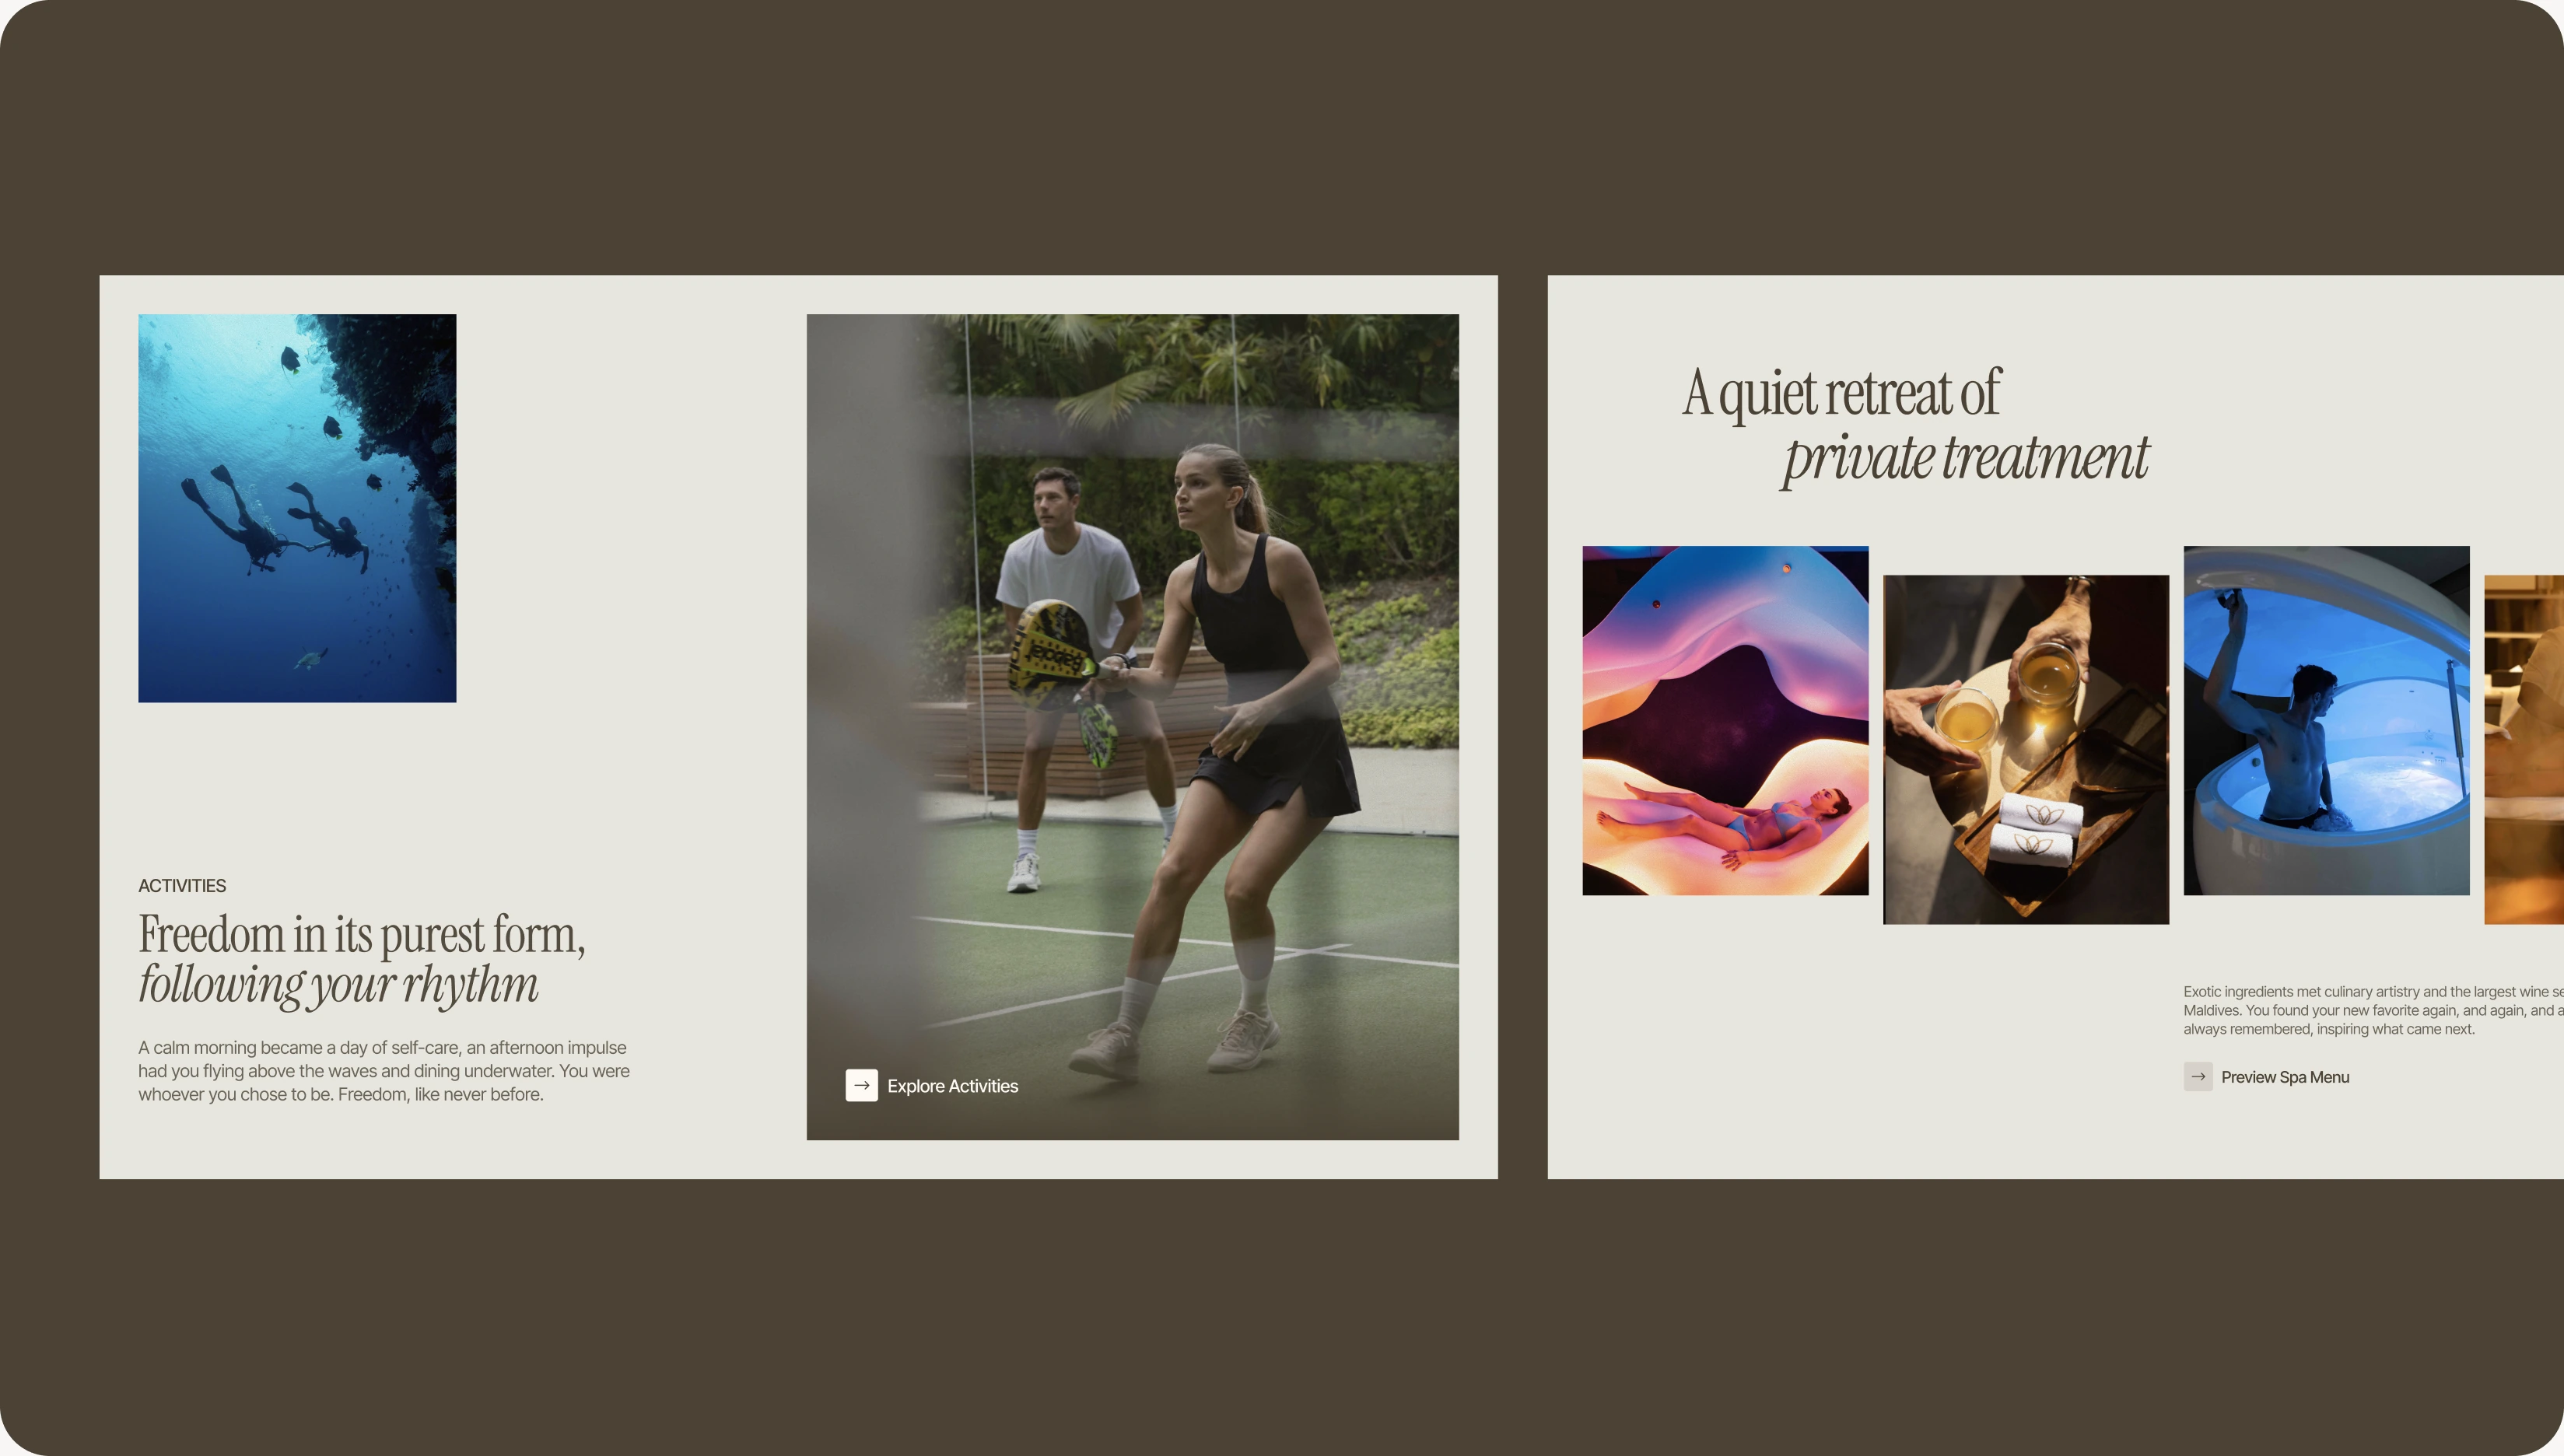 ACTIVITIES
Freedom in its purest form,
following your rhythm
A calm morning became a day of self-care, an afternoon impulse
had you flying above the waves and dining underwater. You were
whoever you chose to be. Freedom, like never before.
Babolat
Explore Activities
A quiet retreat of
private treatment
Exotic ingredients met culinary artistry and the largest wine
Maldives. You found your new favorite again, and again, and
always remembered, inspiring what came next.
Preview Spa Menu